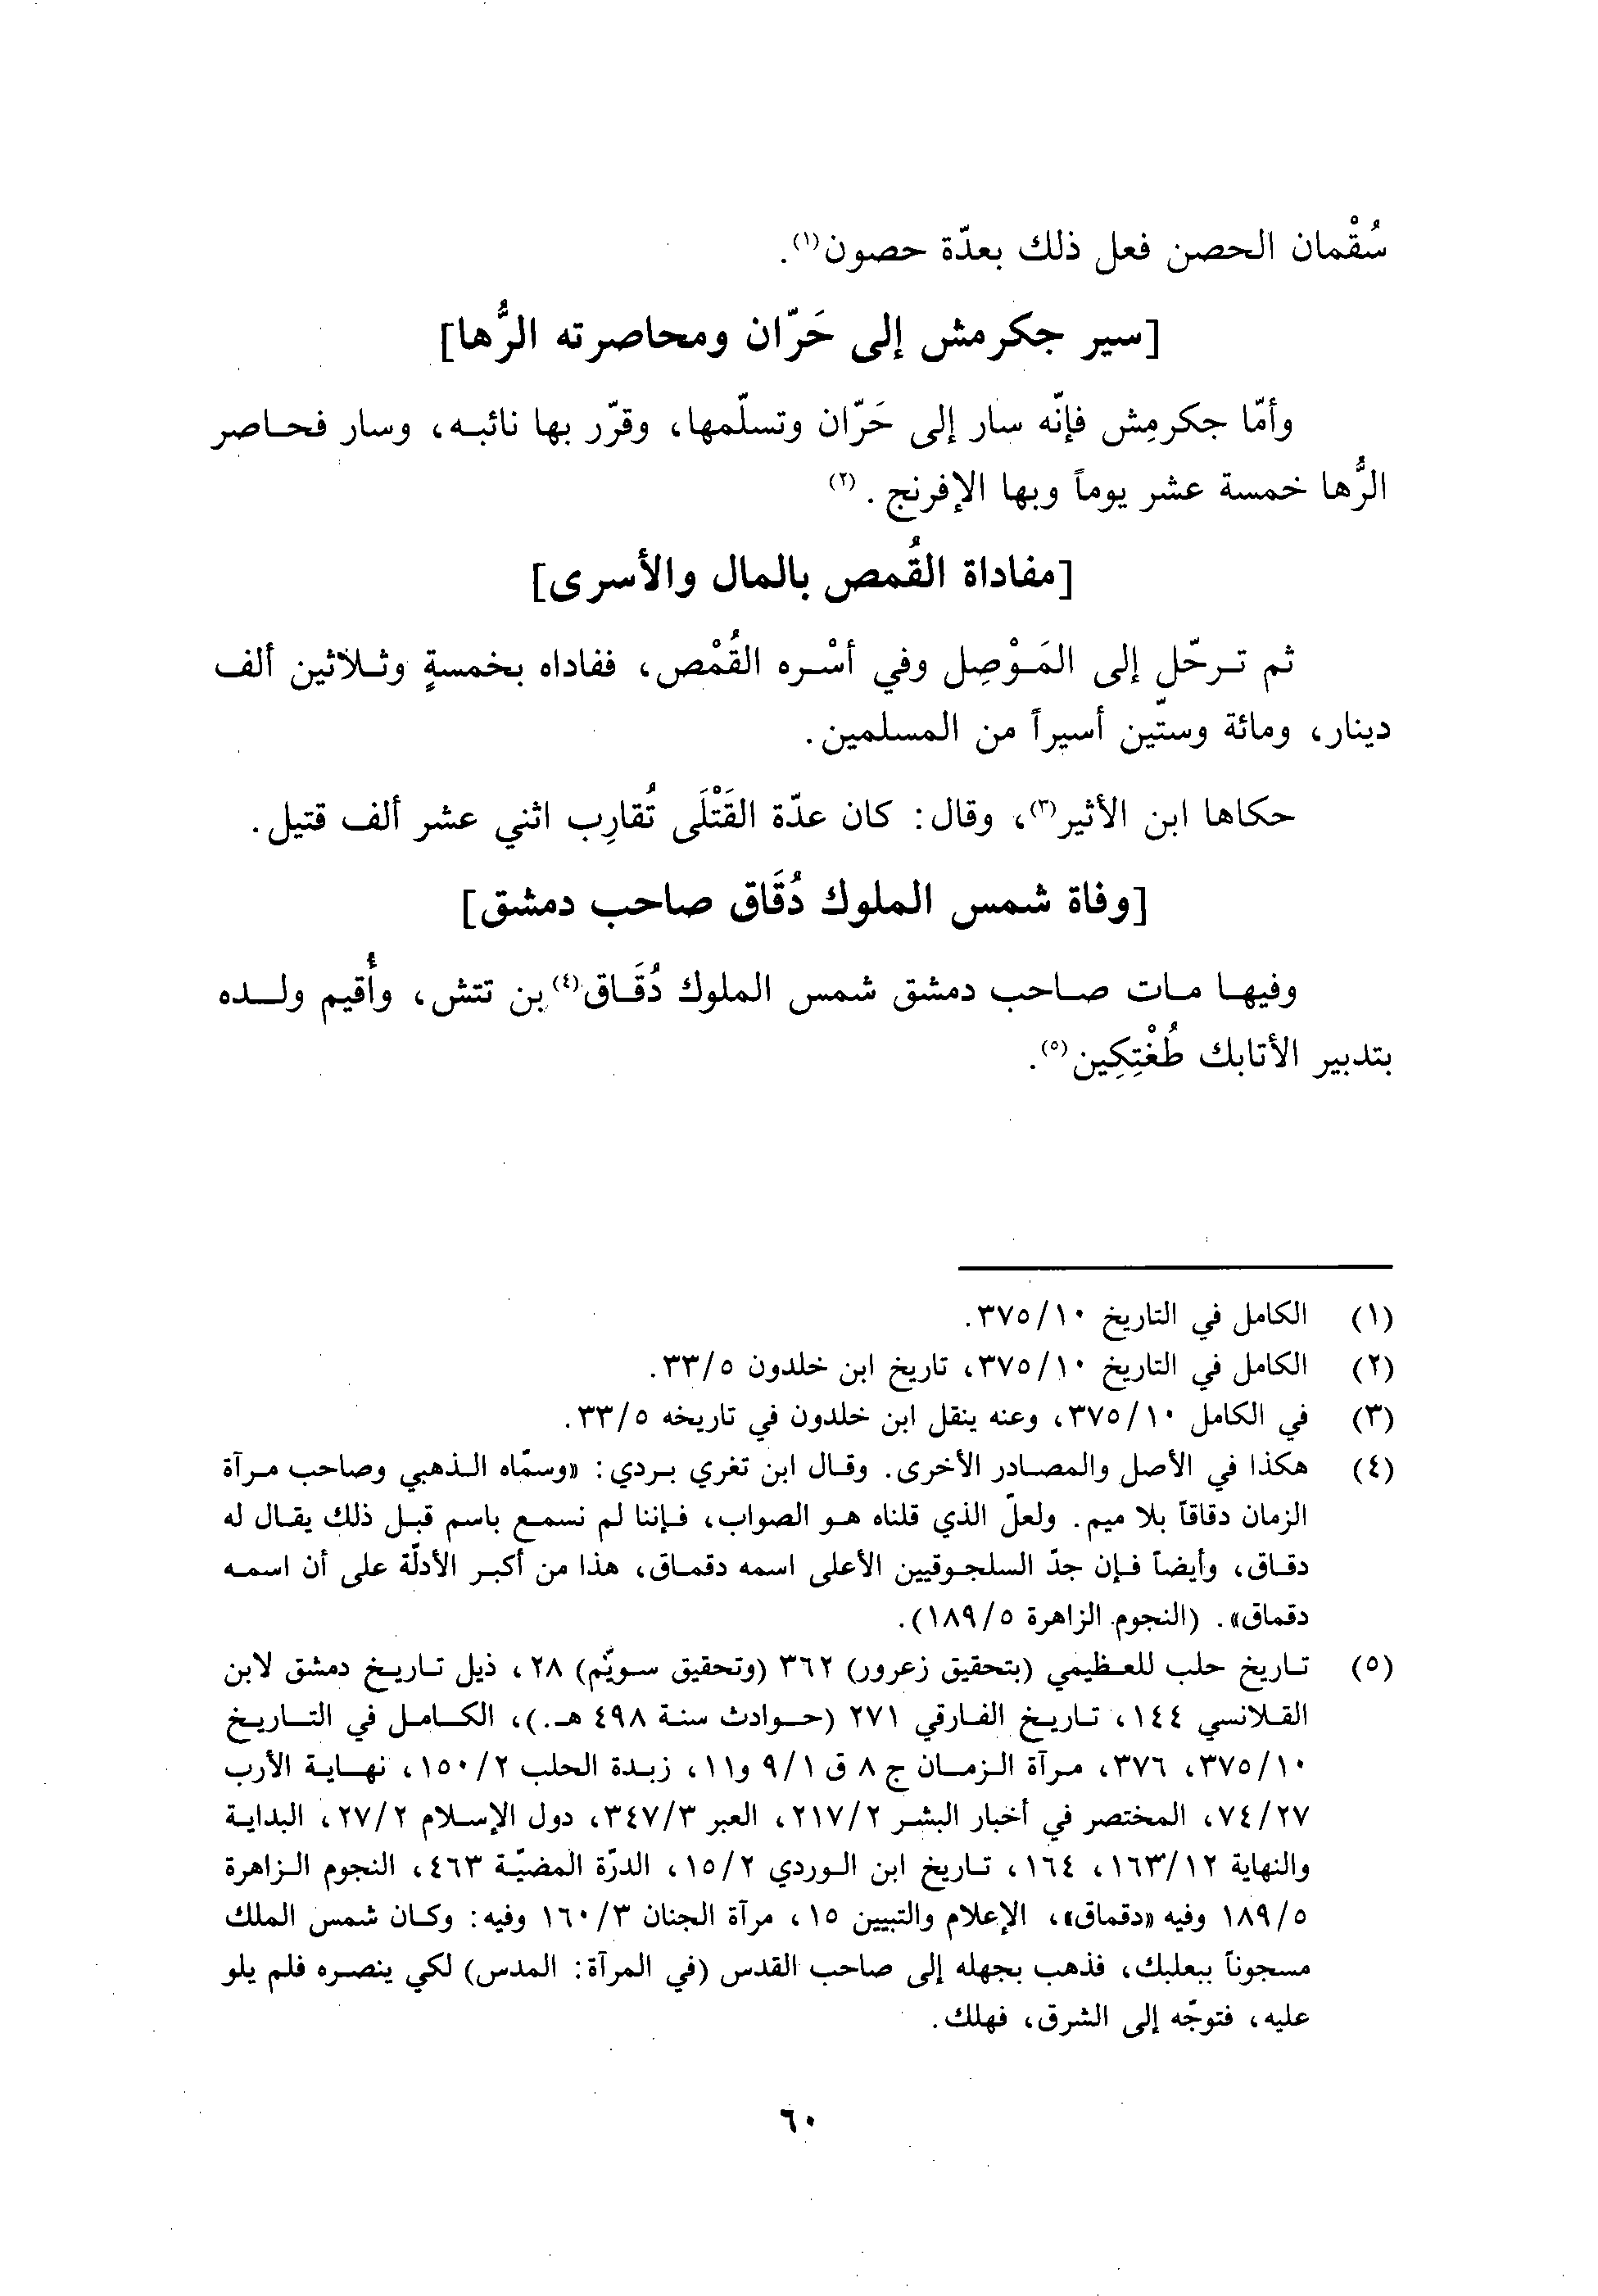 سُقْمان الحصن فعل ذلك بعدّة حصون(١).
[سير جكرمش إلى حَرّان ومحاصرته الرُّها]
وأمّا جكرمِش فإنّه سار إلى حَرّان وتسلّمها، وقرّر بها نائبه، وسار فحاصر
الرُّها خمسة عشر يوماً وبها الإفرنج. (٢)
[مفاداة القُمص بالمال والأسرى]
ثم ترحّل إلى المَوْصِل وفي أسْره القُمْص، ففاداه بخمسةٍ وثلاثين ألف
دينار، ومائة وستّين أسيراً من المسلمين.
حكاها ابن الأثير(٣)، وقال: كان عدّة القَتْلَى تُقارِب اثني عشر ألف قتيل.
[وفاة شمس الملوك دُقَاق صاحب دمشق]
وفيها مات صاحب دمشق شمس الملوك دُقَاق(٤) بن تتش، وأُقيم ولده
بتدبير الأتابك طُغْتِكِين(٥).
(١) الكامل في التاريخ ٣٧٥/١٠.
(٢) الكامل في التاريخ ٣٧٥/١٠، تاريخ ابن خلدون ٣٣/٥.
(٣) في الكامل ٣٧٥/١٠، وعنه ينقل ابن خلدون في تاريخه ٣٣/٥.
(٤) هكذا في الأصل والمصادر الأخرى. وقال ابن تغري بردي: «وسمّاه الذهبي وصاحب مرآة
الزمان دقاقاً بلا ميم. ولعلّ الذي قلناه هو الصواب، فإننا لم نسمع باسم قبل ذلك يقال له
دقاق، وأيضاً فإن جدّ السلجوقيين الأعلى اسمه دقماق، هذا من أكبر الأدلّة على أن اسمه
دقماق». (النجوم الزاهرة ١٨٩/٥).
(٥) تاريخ حلب للعظيمي (بتحقيق زعرور) ٣٦٢ (وتحقيق سويّم) ٢٨، ذيل تاريخ دمشق لابن
القلانسي ١٤٤، تاريخ الفارقي ٢٧١ (حوادث سنة ٤٩٨ هـ.)، الكامل في التاريخ
٣٧٥/١٠، ٣٧٦، مرآة الزمان ج ٨ ق ٩/١ و١١، زبدة الحلب ١٥٠/٢، نهاية الأرب
٧٤/٢٧، المختصر في أخبار البشر ٢١٧/٢، العبر ٣٤٧/٣، دول الإسلام ٢٧/٢، البداية
والنهاية ١٦٣/١٢، ١٦٤، تاريخ ابن الوردي ١٥/٢، الدرّة المضيّة ٤٦٣، النجوم الزاهرة
١٨٩/٥ وفيه «دقماق»، الإعلام والتبيين ١٥، مرآة الجنان ١٦٠/٣ وفيه: وكان شمس الملك
مسجوناً ببعلبك، فذهب بجهله إلى صاحب القدس (في المرآة: المدس) لكي ينصره فلم يلو
عليه، فتوجّه إلى الشرق، فهلك.
٦٠